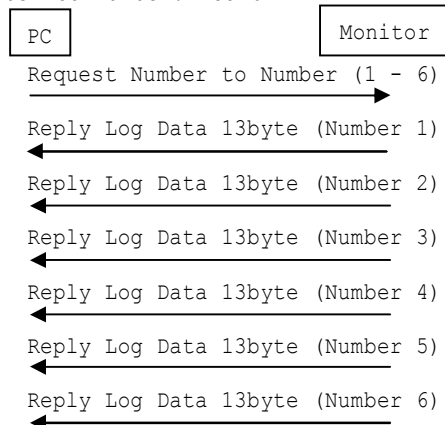 PC Monitor
Request Number to Number (1 - 6)
Reply Log Data 13byte (Number 1)
Reply Log Data 13byte (Number 2)
Reply Log Data 13byte (Number 3)
Reply Log Data 13byte (Number 4)
Reply Log Data 13byte (Number 5)
Reply Log Data 13byte (Number 6)